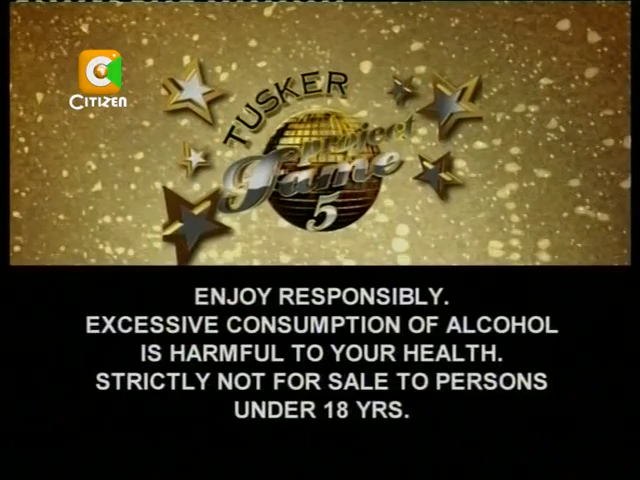 CITIZEN
TUSKER
project
Fame
5
ENJOY RESPONSIBLY.
EXCESSIVE CONSUMPTION OF ALCOHOL
IS HARMFUL TO YOUR HEALTH.
STRICTLY NOT FOR SALE TO PERSONS
UNDER 18 YRS.